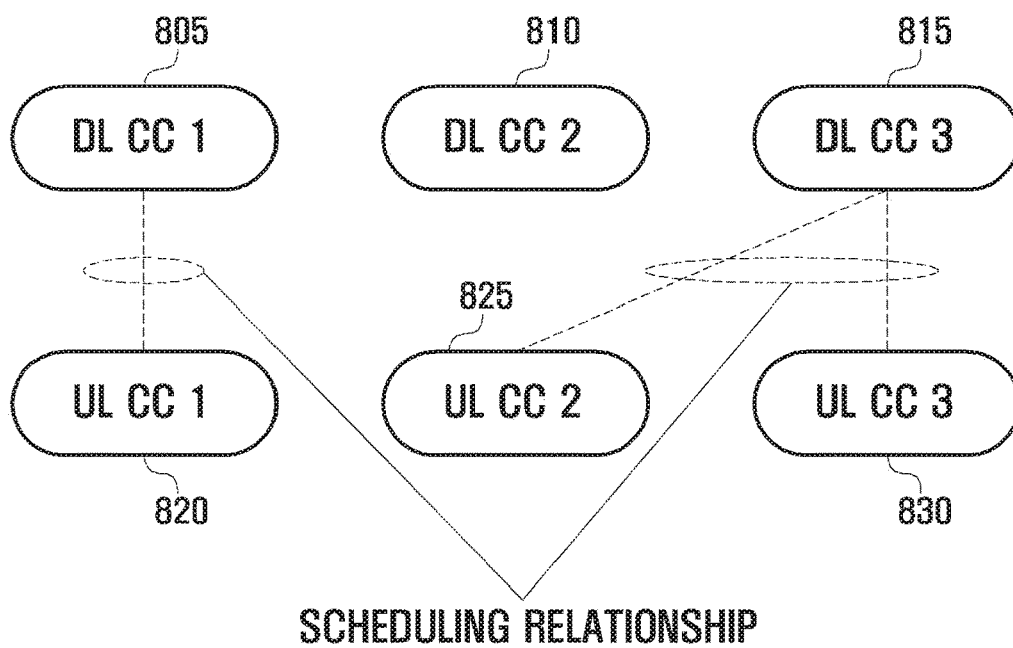 805 810 815
DL CC 1 DL CC 2 DL CC 3
825
UL CC 1 UL CC 2 UL CC 3
820 830
SCHEDULING RELATIONSHIP